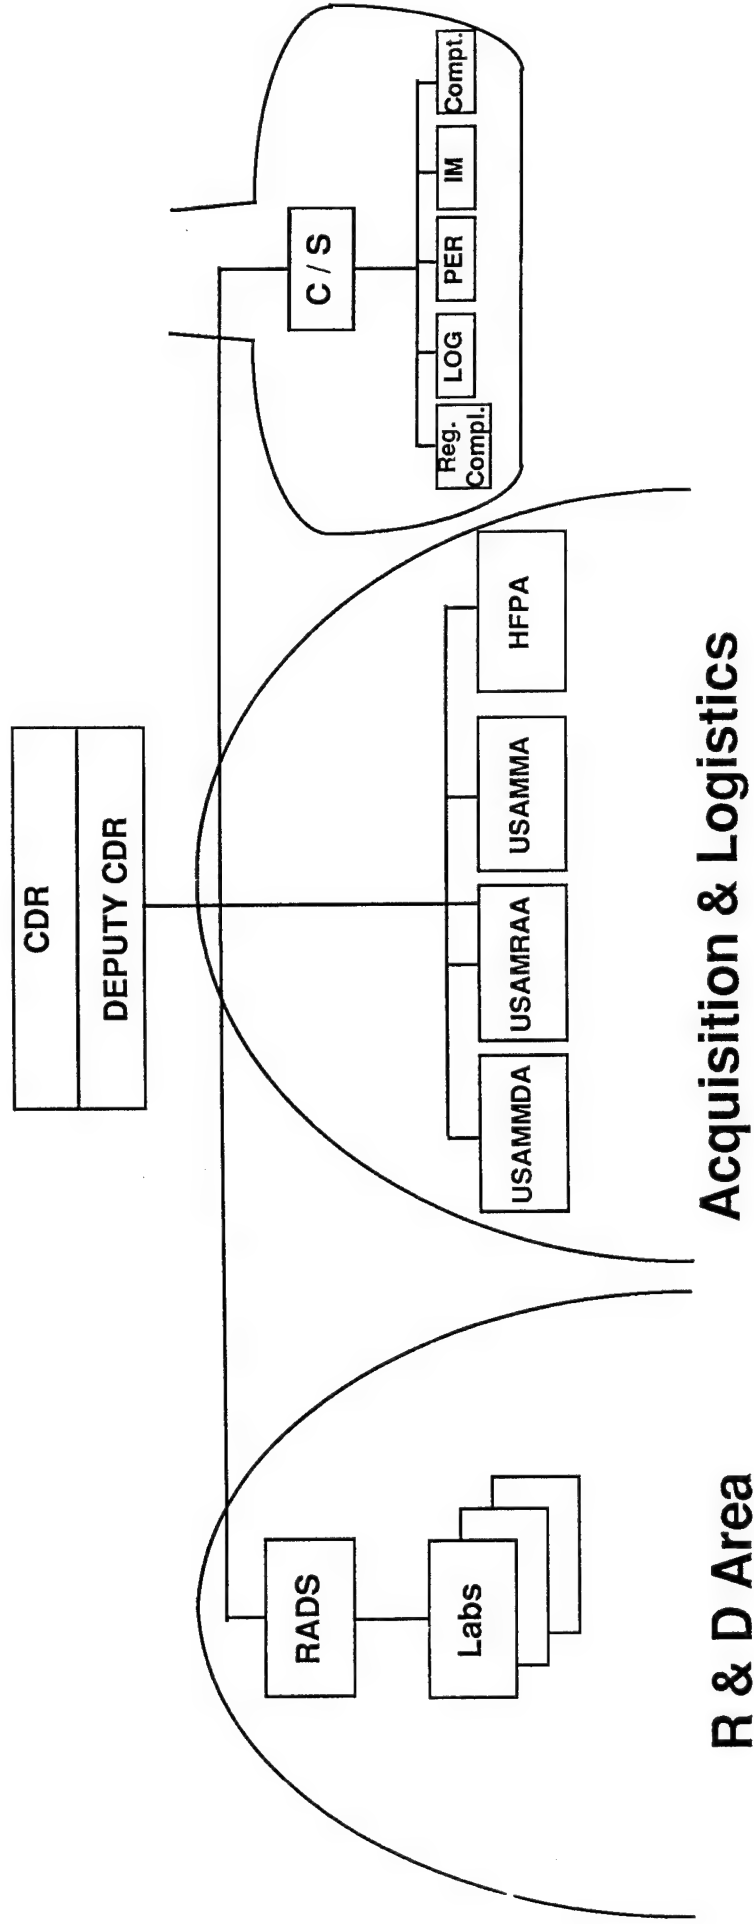 CDR
DEPUTY CDR
RADS
Labs
R & D Area
USAMMDA
USAMRAA
USAMMA
HFPA
Acquisition & Logistics
C / S
Reg.
Compl.
LOG
PER
IM
Compt.